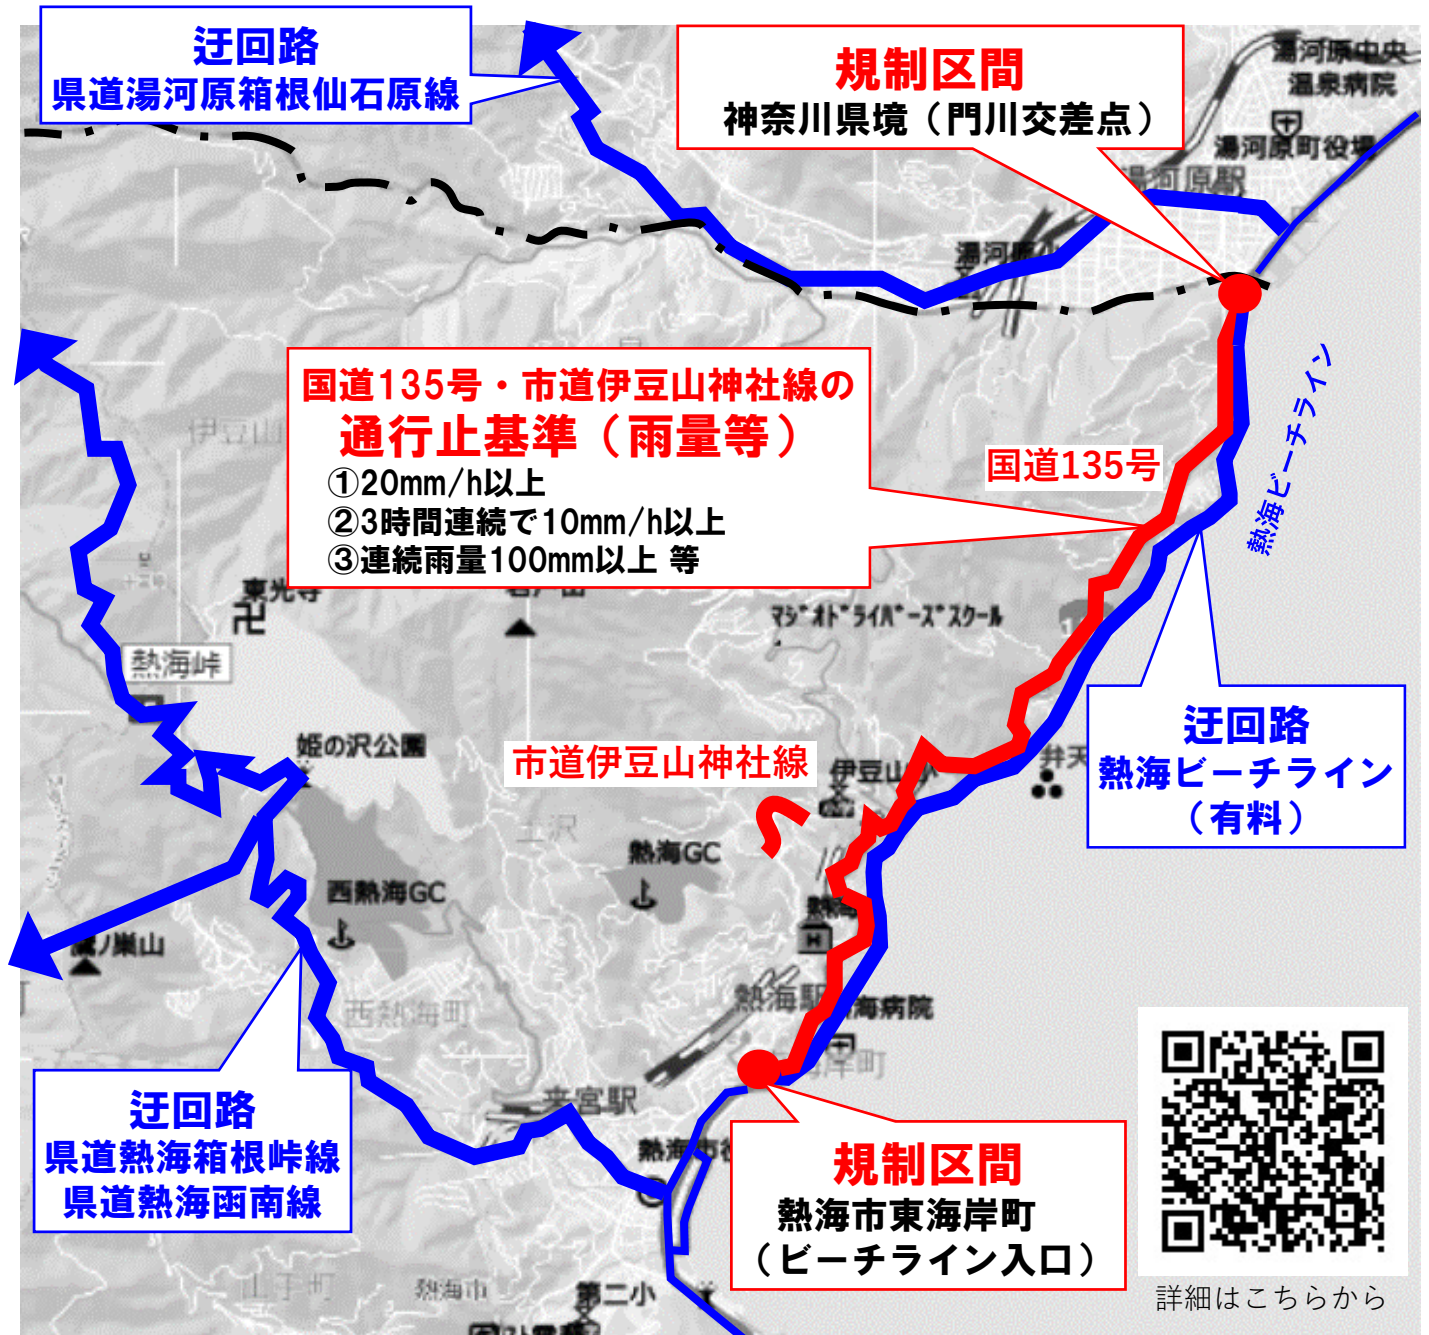 迂回路
県道湯河原箱根仙石原線
規制区間
神奈川県境（門川交差点）
湯河原中央
温泉病院
湯河原町役場
湯河原駅
国道135号・市道伊豆山神社線の
通行止基準（雨量等）
①20mm/h以上
②3時間連続で10mm/h以上
③連続雨量100mm以上 等
国道135号
熱海ビーチライン
東光寺
マジオドライバーズスクール
熱海峠
姫の沢公園
市道伊豆山神社線
伊豆山小
弁天
迂回路
熱海ビーチライン
（有料）
熱海GC
西熱海GC
鷹ノ巣山
西熱海町
熱海駅
来宮駅
迂回路
県道熱海箱根峠線
県道熱海函南線
規制区間
熱海市東海岸町
（ビーチライン入口）
熱海市
第二小
詳細はこちらから